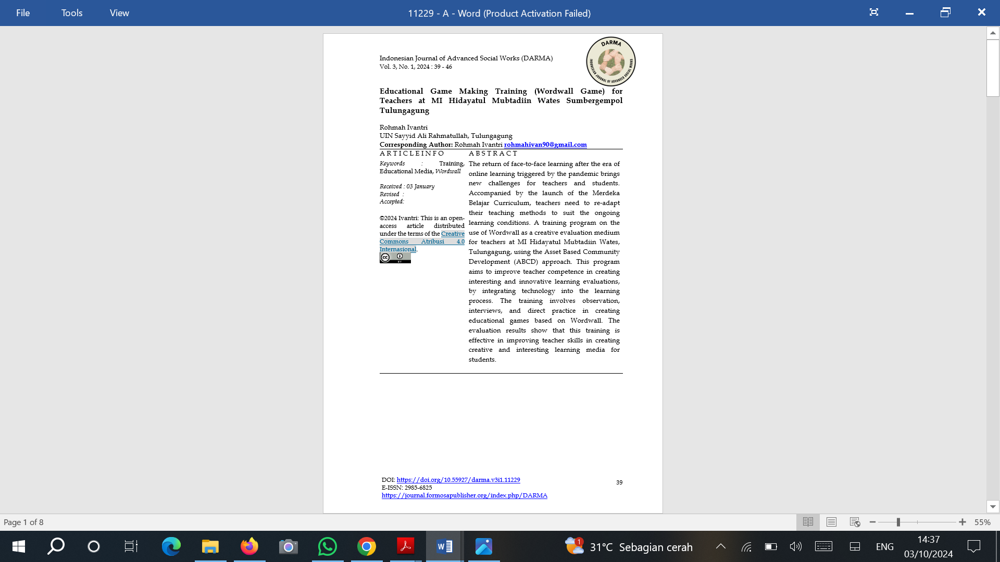 File Tools View 11229 - A - Word (Product Activation Failed)
DARMA
INDONESIAN JOURNAL OF ADVANCED SOCIAL WORKS
Indonesian Journal of Advanced Social Works (DARMA)
Vol. 3, No. 1, 2024 : 39 - 46
Educational Game Making Training (Wordwall Game) for
Teachers at MI Hidayatul Mubtadiin Wates Sumbergempol
Tulungagung
Rohmah Ivantri
UIN Sayyid Ali Rahmatullah, Tulungagung
Corresponding Author: Rohmah Ivantri rohmahivan90@gmail.com
A R T I C L E I N F O
Keywords : Training,
Educational Media, Wordwall
Received : 03 January
Revised :
Accepted:
©2024 Ivantri: This is an open-
access article distributed
under the terms of the Creative
Commons Atribusi 4.0
Internasional.
cc
BY
A B S T R A C T
The return of face-to-face learning after the era of
online learning triggered by the pandemic brings
new challenges for teachers and students.
Accompanied by the launch of the Merdeka
Belajar Curriculum, teachers need to re-adapt
their teaching methods to suit the ongoing
learning conditions. A training program on the
use of Wordwall as a creative evaluation medium
for teachers at MI Hidayatul Mubtadiin Wates,
Tulungagung, using the Asset Based Community
Development (ABCD) approach. This program
aims to improve teacher competence in creating
interesting and innovative learning evaluations,
by integrating technology into the learning
process. The training involves observation,
interviews, and direct practice in creating
educational games based on Wordwall. The
evaluation results show that this training is
effective in improving teacher skills in creating
creative and interesting learning media for
students.
DOI: https://doi.org/10.55927/darma.v3i1.11229
E-ISSN: 2985-6825
https://journal.formosapublisher.org/index.php/DARMA
39
Page 1 of 8
55%
1
31°C Sebagian cerah
ENG
14:37
03/10/2024